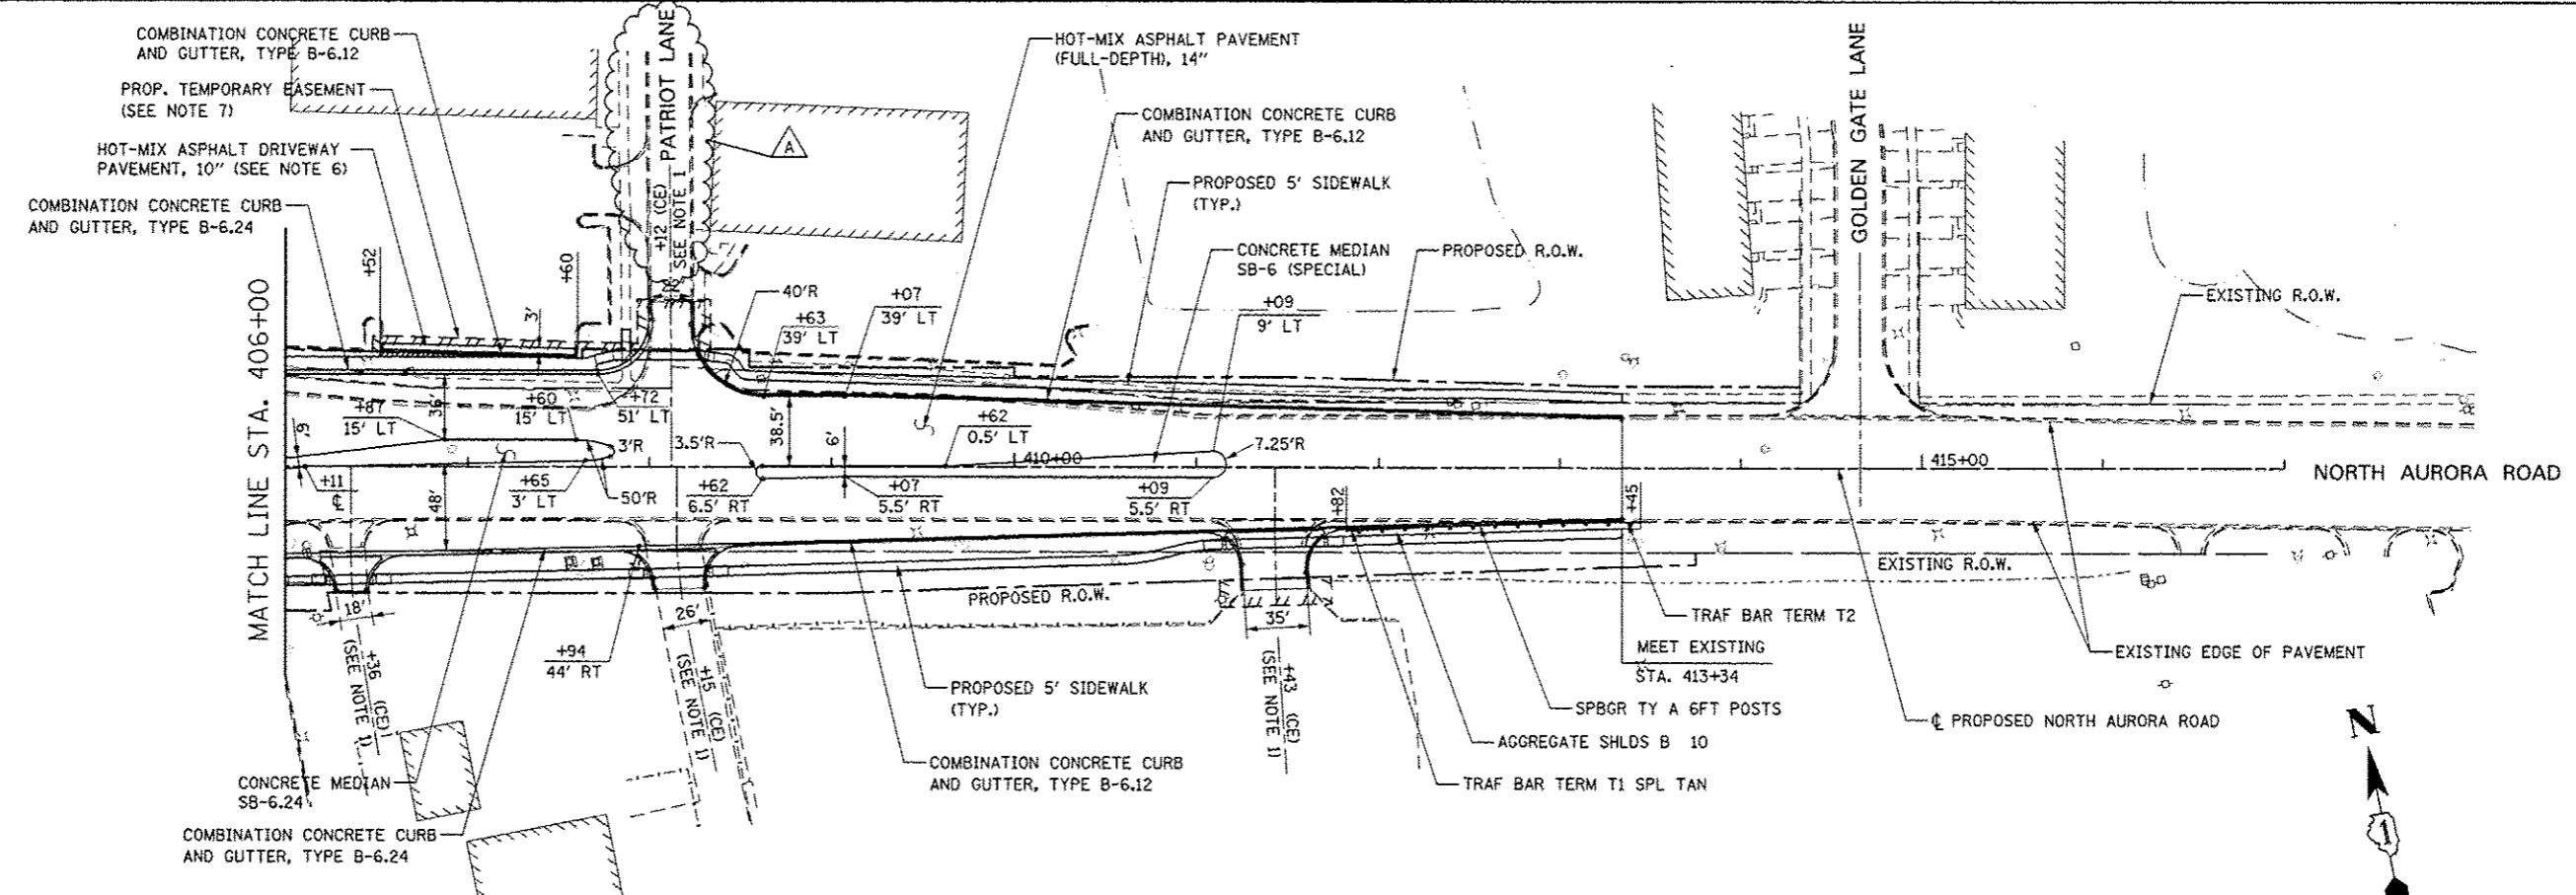 COMBINATION CONCRETE CURB
AND GUTTER, TYPE B-6.12
PROP. TEMPORARY EASEMENT
(SEE NOTE 7)
HOT-MIX ASPHALT DRIVEWAY
PAVEMENT, 10" (SEE NOTE 6)
COMBINATION CONCRETE CURB
AND GUTTER, TYPE B-6.24
MATCH LINE STA. 406+00
+52
+60
3'
PATRIOT LANE
+12 (CE)
SEE NOTE 1
A
HOT-MIX ASPHALT PAVEMENT
(FULL-DEPTH), 14"
COMBINATION CONCRETE CURB
AND GUTTER, TYPE B-6.12
PROPOSED 5' SIDEWALK
(TYP.)
CONCRETE MEDIAN
SB-6 (SPECIAL)
PROPOSED R.O.W.
GOLDEN GATE LANE
EXISTING R.O.W.
40'R
+63
39' LT
+07
39' LT
+09
9' LT
+87
15' LT
36'
+60
15' LT
+72
51' LT
38.5'
6'
+62
0.5' LT
3'R
3.5'R
7.25'R
410+00
415+00
NORTH AURORA ROAD
+11
℄
48'
+65
3' LT
50'R
+62
6.5' RT
+07
5.5' RT
+09
5.5' RT
+82
+45
18'
+36 (CE)
(SEE NOTE 1)
+94
44' RT
26'
+15 (CE)
(SEE NOTE 1)
PROPOSED R.O.W.
35'
+43 (CE)
(SEE NOTE 1)
EXISTING R.O.W.
TRAF BAR TERM T2
MEET EXISTING
STA. 413+34
EXISTING EDGE OF PAVEMENT
PROPOSED 5' SIDEWALK
(TYP.)
SPBGR TY A 6FT POSTS
℄ PROPOSED NORTH AURORA ROAD
AGGREGATE SHLDS B 10
COMBINATION CONCRETE CURB
AND GUTTER, TYPE B-6.12
TRAF BAR TERM T1 SPL TAN
CONCRETE MEDIAN
SB-6.24
COMBINATION CONCRETE CURB
AND GUTTER, TYPE B-6.24
N
1